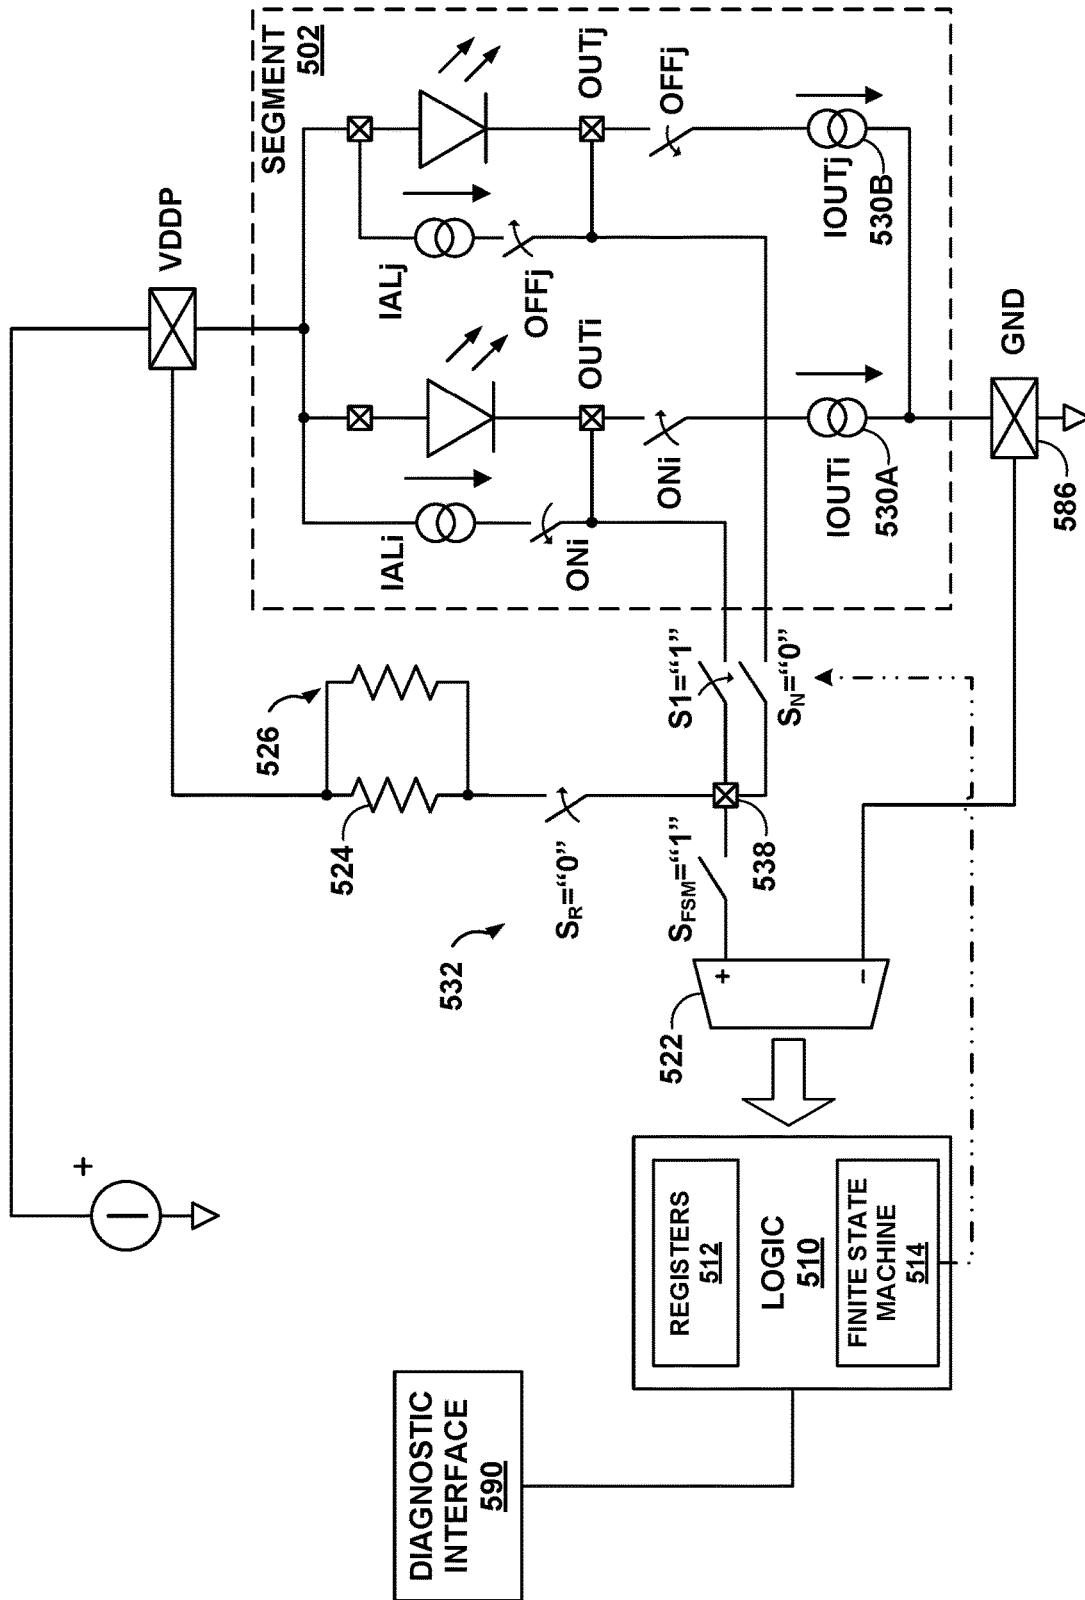 SEGMENT
502
VDDP
IALi
ONi
OUTi
ONi
IOUTi
530A
IALj
OFFj
OUTj
OFFj
IOUTj
530B
GND
586
526
524
532
SR=“0”
S1=“1”
SN=“0”
SFSM=“1”
538
522
+
−
+
REGISTERS
512
LOGIC
510
FINITE STATE
MACHINE
514
DIAGNOSTIC
INTERFACE
590